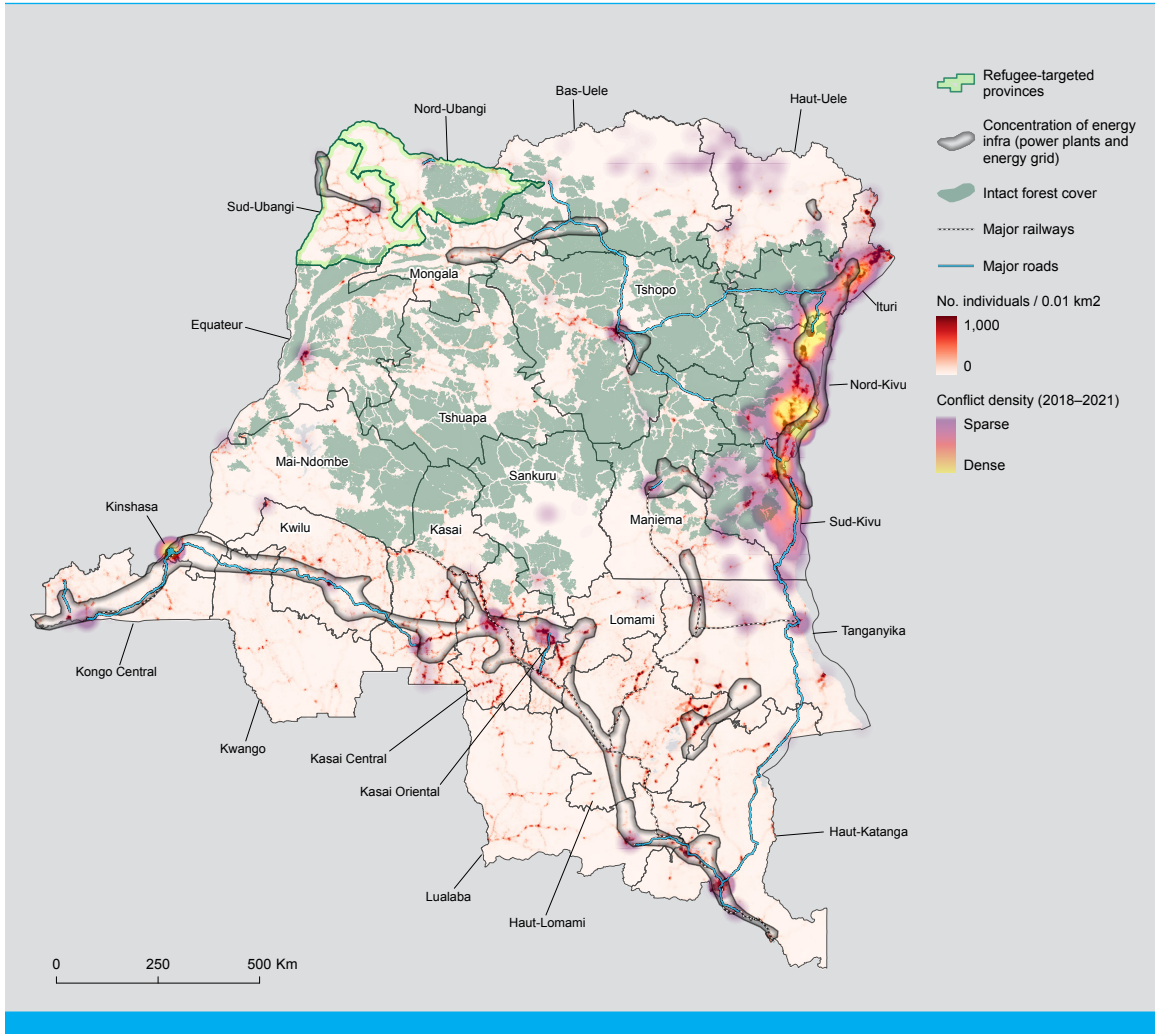 Bas-Uele
Nord-Ubangi
Haut-Uele
Sud-Ubangi
Mongala
Tshopo
Ituri
Equateur
Nord-Kivu
Tshuapa
Mai-Ndombe
Sankuru
Kinshasa
Kwilu
Kasai
Maniema
Sud-Kivu
Lomami
Tanganyika
Kongo Central
Kwango
Kasai Central
Kasai Oriental
Haut-Katanga
Lualaba
Haut-Lomami
0 250 500 Km
Refugee-targeted
provinces
Concentration of energy
infra (power plants and
energy grid)
Intact forest cover
Major railways
Major roads
No. individuals / 0.01 km2
1,000
0
Conflict density (2018–2021)
Sparse
Dense